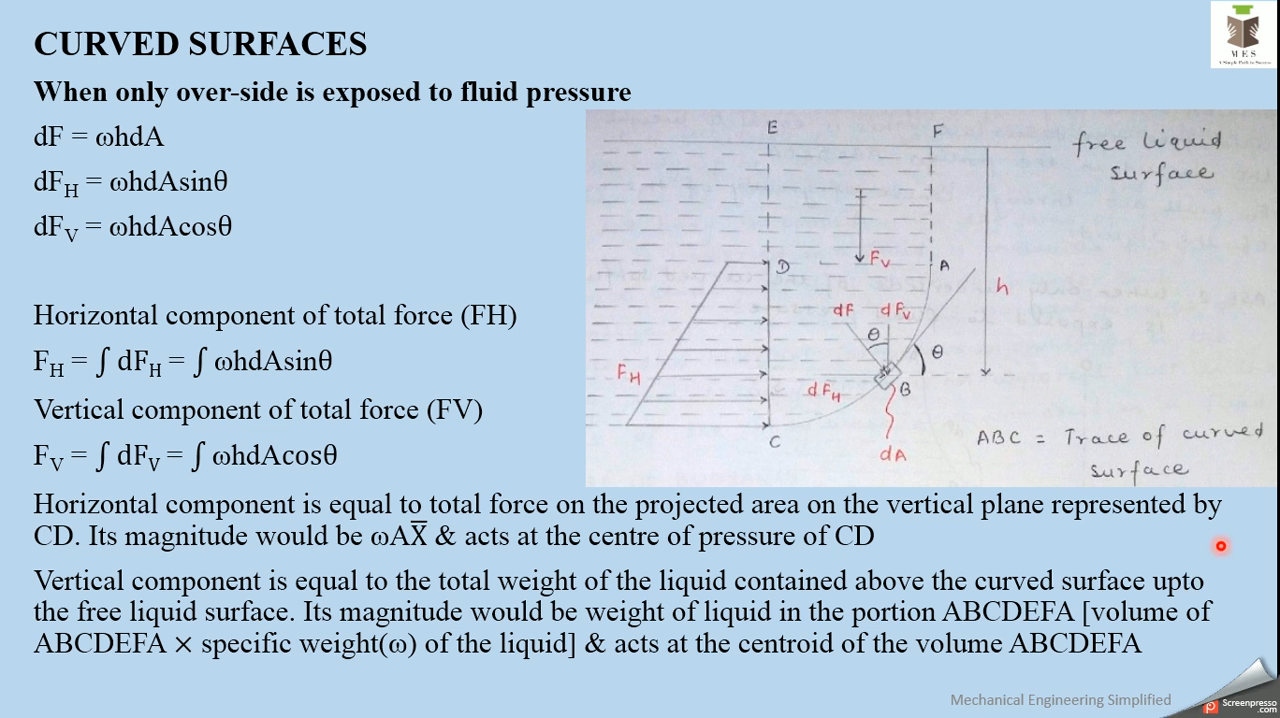 CURVED SURFACES
MES
A Simple Path to Success
When only over-side is exposed to fluid pressure
dF = ωhdA
dF_H = ωhdAsinθ
dF_V = ωhdAcosθ
Horizontal component of total force (FH)
F_H = ∫ dF_H = ∫ ωhdAsinθ
Vertical component of total force (FV)
F_V = ∫ dF_V = ∫ ωhdAcosθ
E
F
free liquid
surface
F_V
D
A
h
dF
dF_V
θ
θ
F_H
dF_H
B
C
dA
ABC = Trace of curved
surface
Horizontal component is equal to total force on the projected area on the vertical plane represented by
CD. Its magnitude would be ωAX̅ & acts at the centre of pressure of CD
Vertical component is equal to the total weight of the liquid contained above the curved surface upto
the free liquid surface. Its magnitude would be weight of liquid in the portion ABCDEFA [volume of
ABCDEFA × specific weight(ω) of the liquid] & acts at the centroid of the volume ABCDEFA
Mechanical Engineering Simplified
Screenpresso
.com